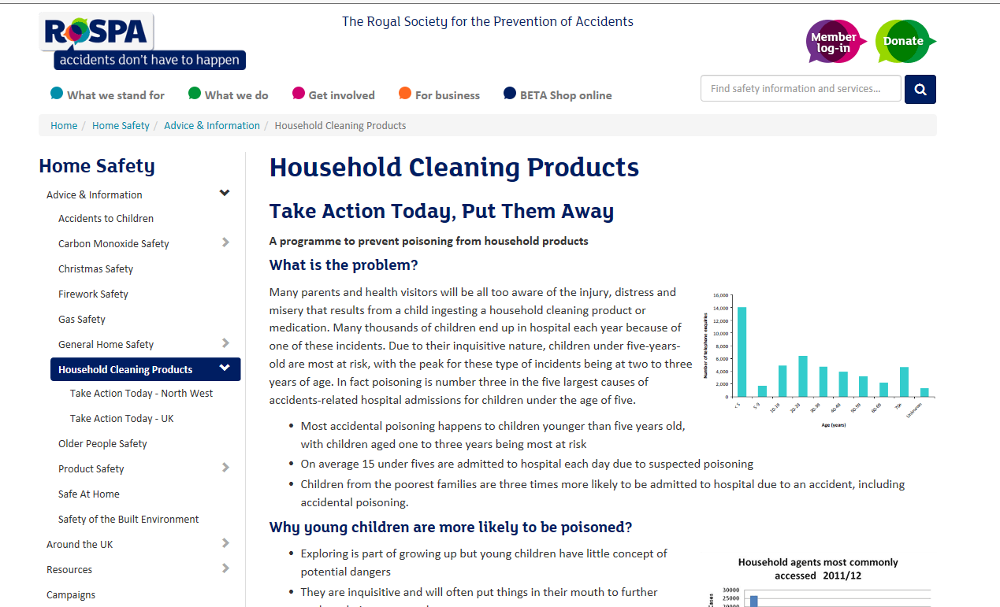 ROSPA
accidents don't have to happen
The Royal Society for the Prevention of Accidents
Member
log-in
Donate
What we stand for
What we do
Get involved
For business
BETA Shop online
Find safety information and services...
Home / Home Safety / Advice & Information / Household Cleaning Products
Home Safety
Advice & Information
Accidents to Children
Carbon Monoxide Safety
Christmas Safety
Firework Safety
Gas Safety
General Home Safety
Household Cleaning Products
Take Action Today - North West
Take Action Today - UK
Older People Safety
Product Safety
Safe At Home
Safety of the Built Environment
Around the UK
Resources
Campaigns
Household Cleaning Products
Take Action Today, Put Them Away
A programme to prevent poisoning from household products
What is the problem?
Many parents and health visitors will be all too aware of the injury, distress and
misery that results from a child ingesting a household cleaning product or
medication. Many thousands of children end up in hospital each year because of
one of these incidents. Due to their inquisitive nature, children under five-years-
old are most at risk, with the peak for these type of incidents being at two to three
years of age. In fact poisoning is number three in the five largest causes of
accidents-related hospital admissions for children under the age of five.
Number of telephone enquiries
16,000
14,000
12,000
10,000
8,000
6,000
4,000
2,000
0
< 5
5-9
10-19
20-29
30-39
40-49
50-59
60-69
70+
Unknown
Age (years)
• Most accidental poisoning happens to children younger than five years old,
with children aged one to three years being most at risk
• On average 15 under fives are admitted to hospital each day due to suspected poisoning
• Children from the poorest families are three times more likely to be admitted to hospital due to an accident, including
accidental poisoning.
Why young children are more likely to be poisoned?
• Exploring is part of growing up but young children have little concept of
potential dangers
• They are inquisitive and will often put things in their mouth to further
Household agents most commonly
accessed 2011/12
30000
25000
Cases